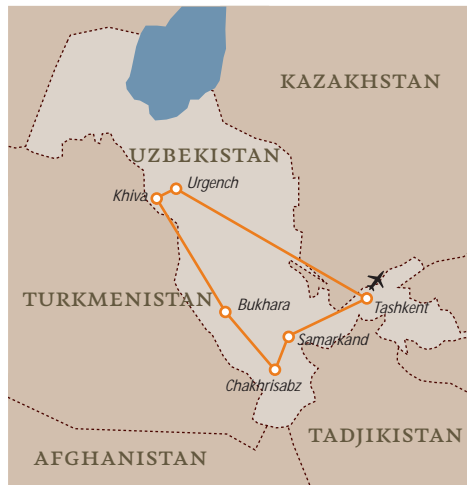 KAZAKHSTAN
UZBEKISTAN
Urgench
Khiva
TURKMENISTAN
Bukhara
Tashkent
Samarkand
Chakhrisabz
TADJIKISTAN
AFGHANISTAN